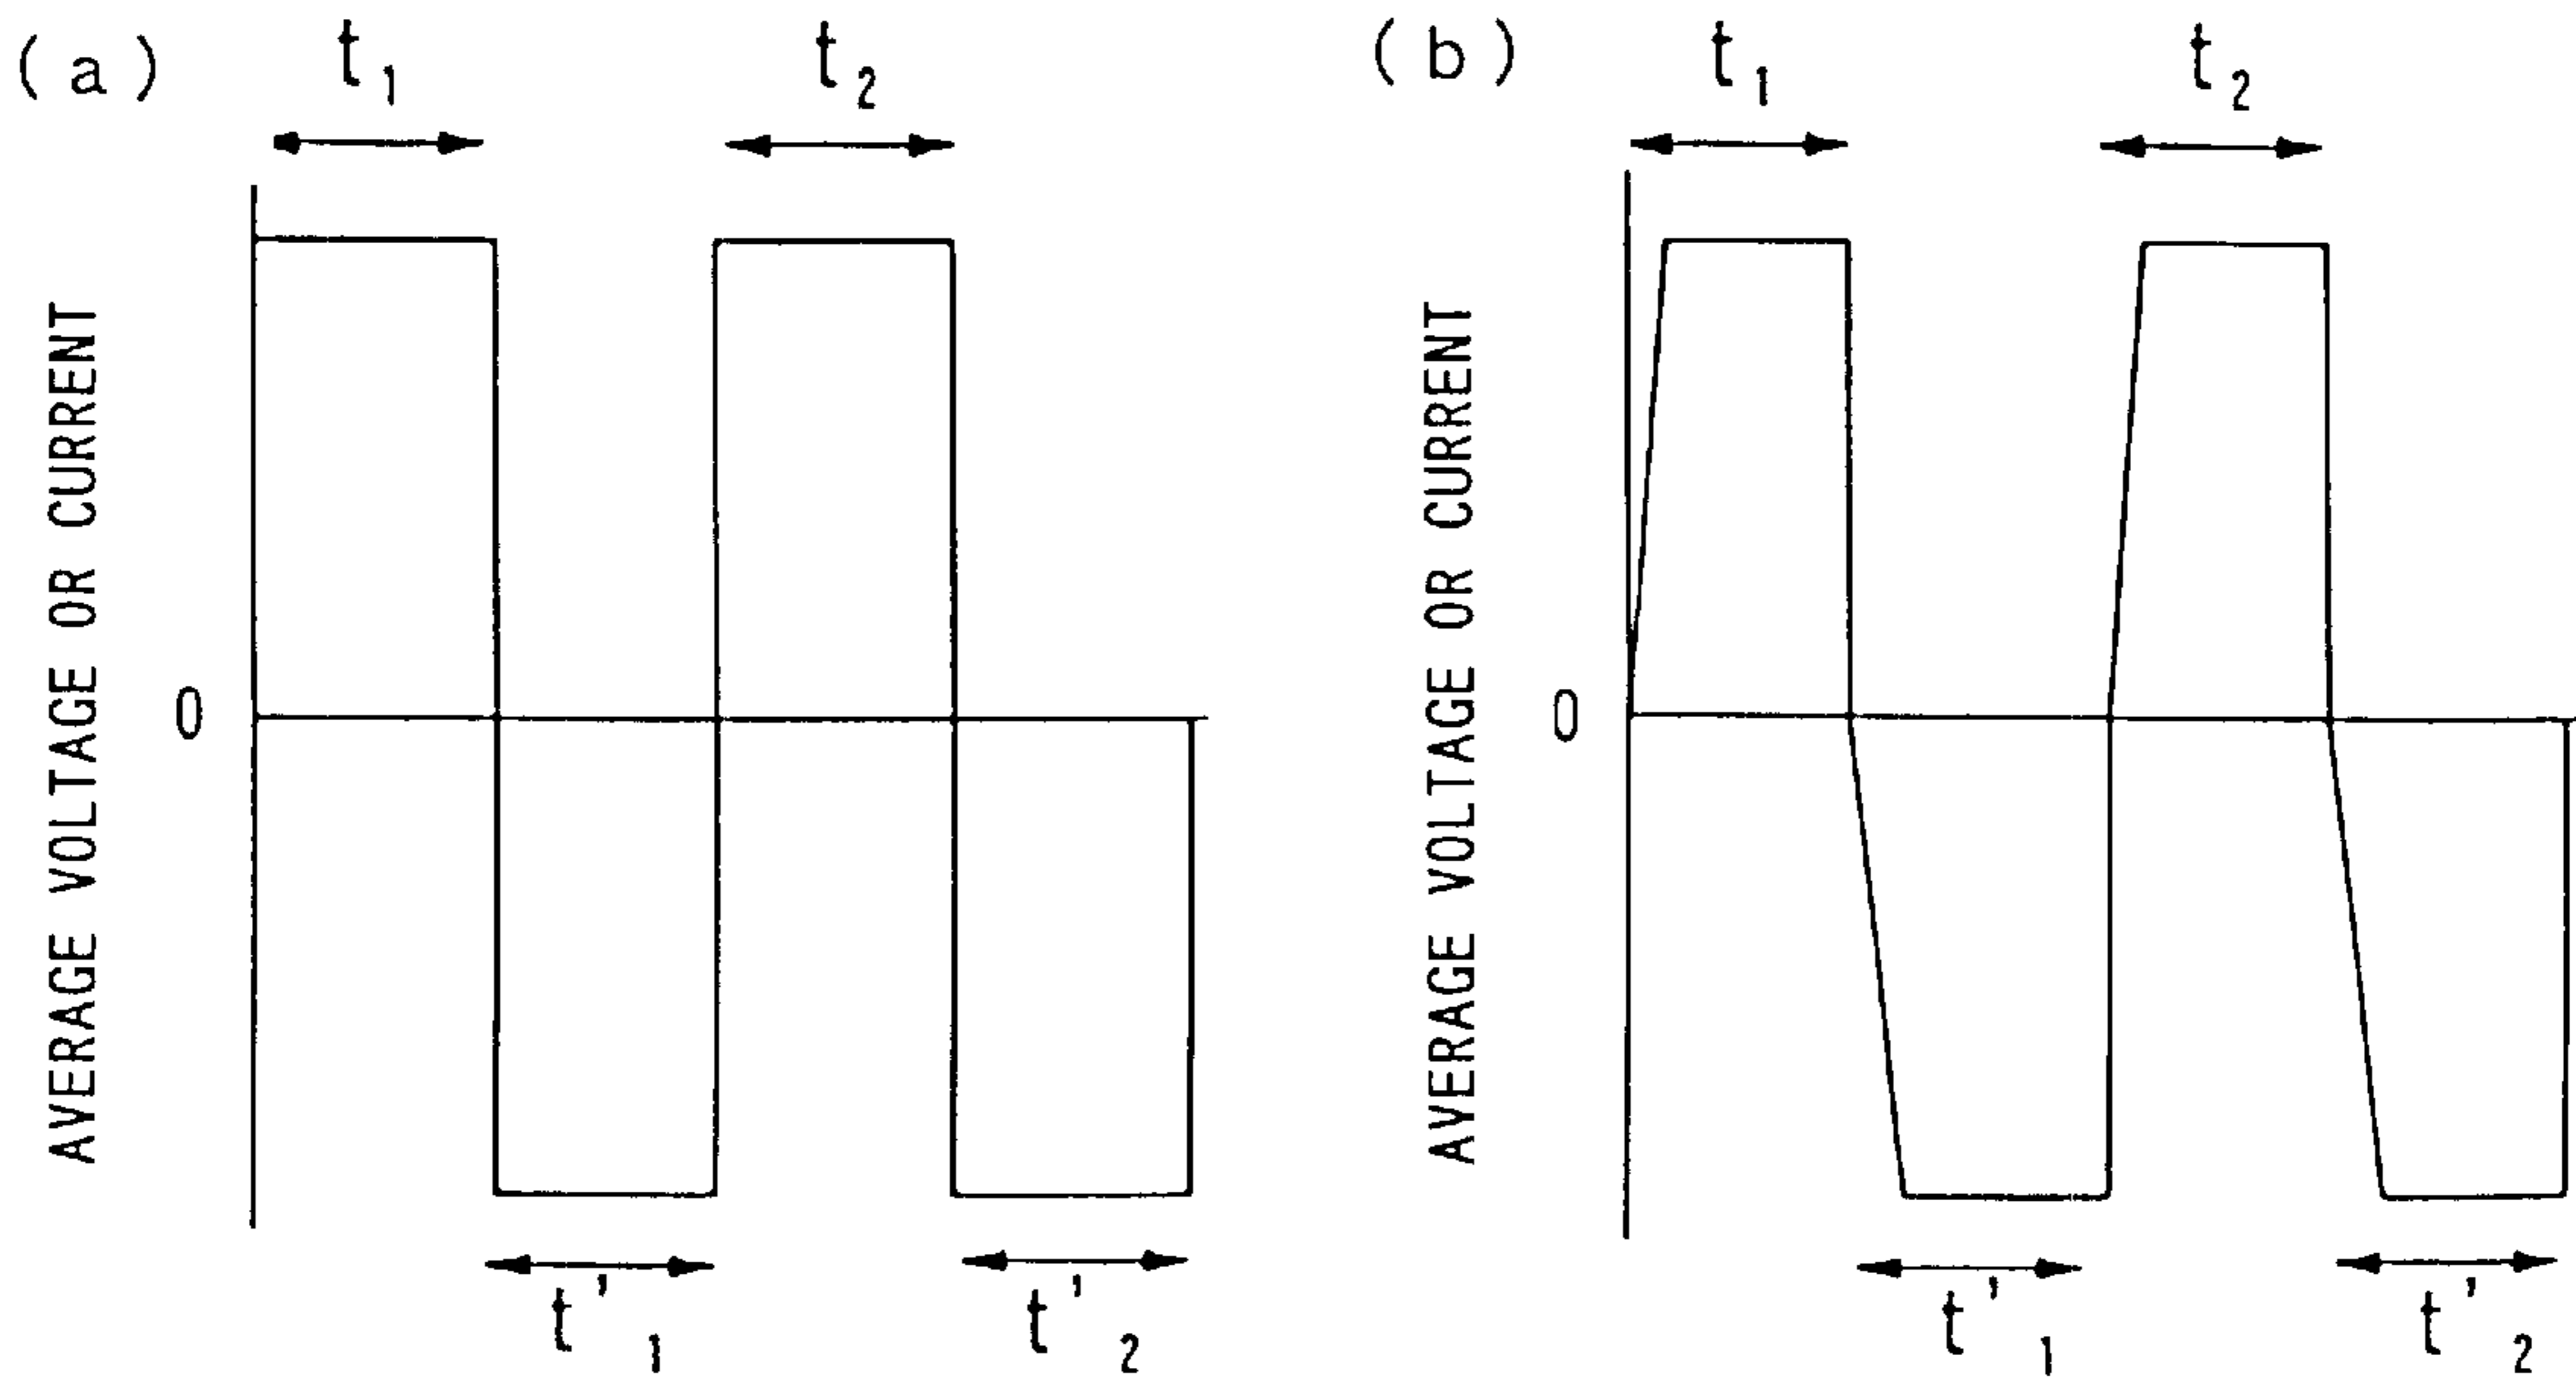 (a)
t1
t2
AVERAGE VOLTAGE OR CURRENT
0
t'1
t'2
(b)
t1
t2
AVERAGE VOLTAGE OR CURRENT
0
t'1
t'2